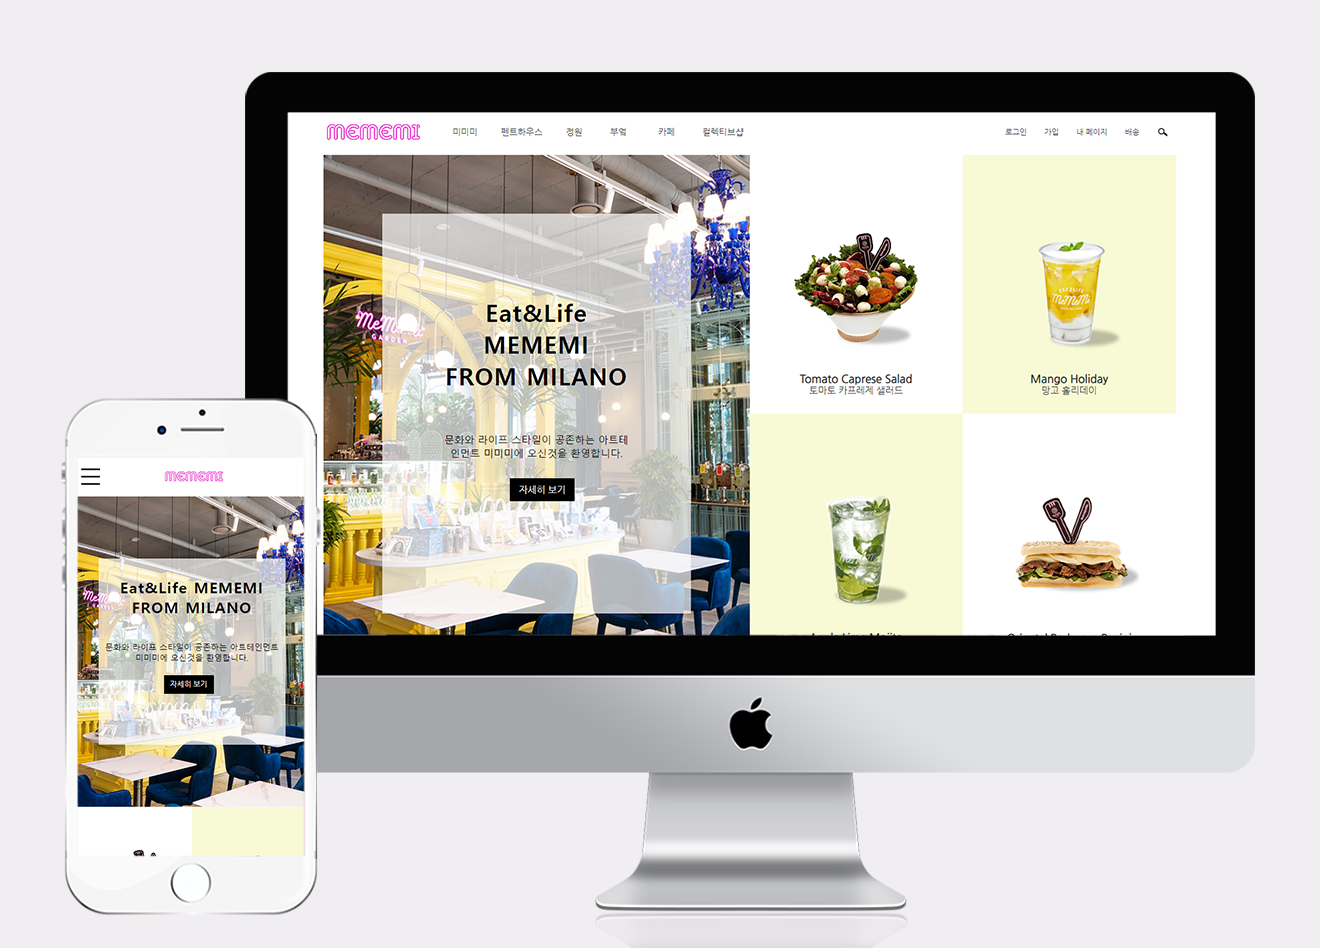 MEMEMI
미미미 펜트하우스 정원 부엌 카페 컬렉티브샵
로그인 가입 내 페이지 배송
MeMeMi
GARDEN
Eat&Life
MEMEMI
FROM MILANO
문화와 라이프 스타일이 공존하는 아트테
인먼트 미미미에 오신것을 환영합니다.
자세히 보기
Tomato Caprese Salad
토마토 카프레제 샐러드
MeMeMi
Mango Holiday
망고 홀리데이
MEMEMI
MeMeMi
GARDEN
Eat&Life MEMEMI
FROM MILANO
문화와 라이프 스타일이 공존하는 아트테인먼트
미미미에 오신것을 환영합니다.
자세히 보기